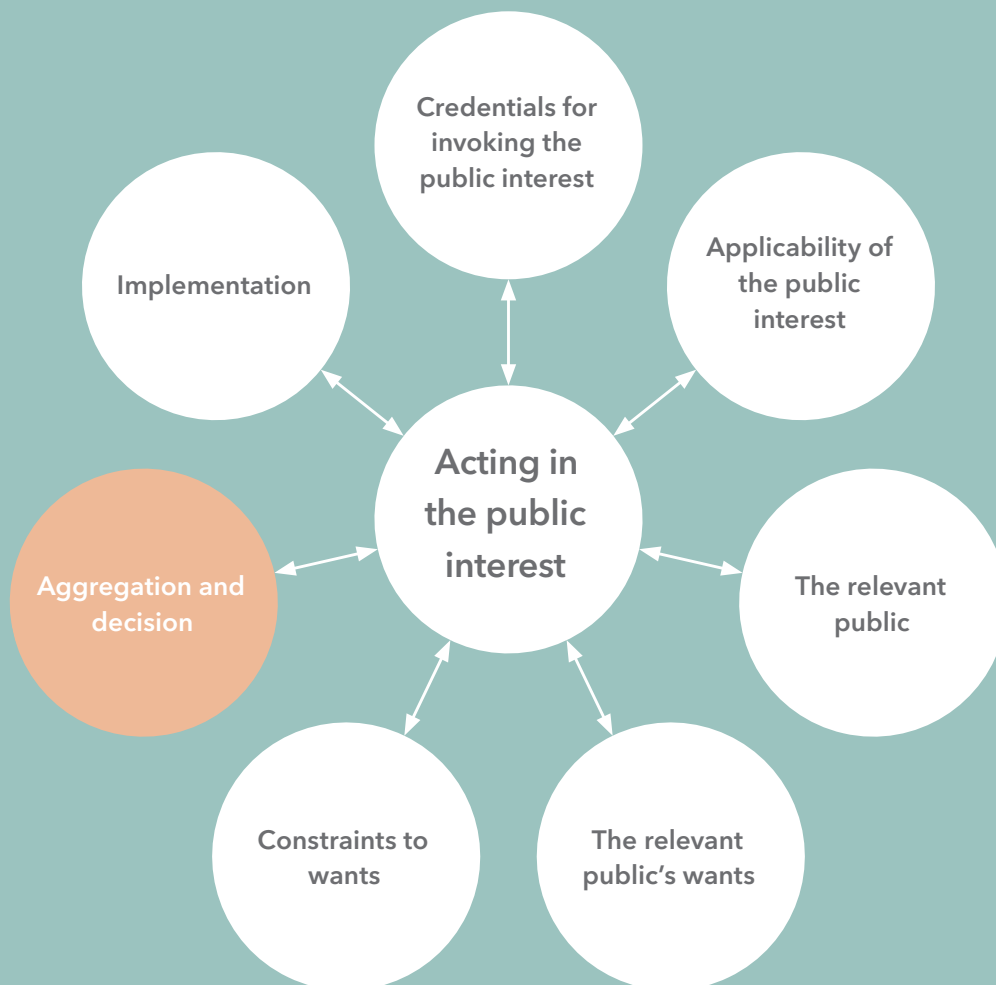 Credentials for
invoking the
public interest
Applicability of
the public
interest
Implementation
Acting in
the public
interest
The relevant
public
Aggregation and
decision
The relevant
public’s wants
Constraints to
wants